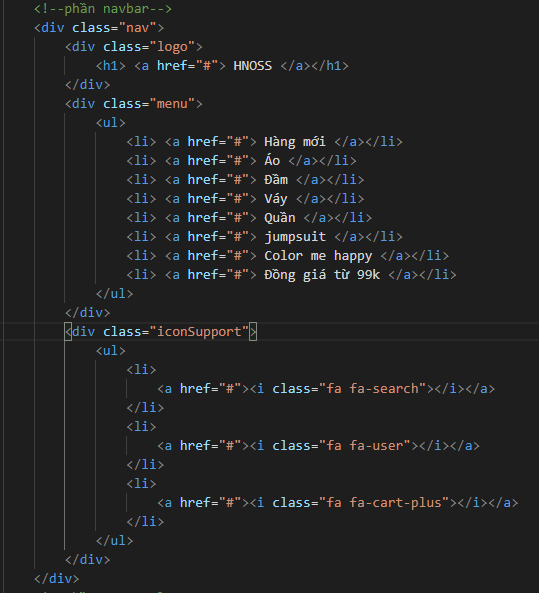 <!--phần navbar-->
<div class="nav">
    <div class="logo">
        <h1> <a href="#"> HNOSS </a></h1>
    </div>
    <div class="menu">
        <ul>
            <li> <a href="#"> Hàng mới </a></li>
            <li> <a href="#"> Áo </a></li>
            <li> <a href="#"> Đầm </a></li>
            <li> <a href="#"> Váy </a></li>
            <li> <a href="#"> Quần </a></li>
            <li> <a href="#"> jumpsuit </a></li>
            <li> <a href="#"> Color me happy </a></li>
            <li> <a href="#"> Đồng giá từ 99k </a></li>
        </ul>
    </div>
    <div class="iconSupport">
        <ul>
            <li>
                <a href="#"><i class="fa fa-search"></i></a>
            </li>
            <li>
                <a href="#"><i class="fa fa-user"></i></a>
            </li>
            <li>
                <a href="#"><i class="fa fa-cart-plus"></i></a>
            </li>
        </ul>
    </div>
</div>